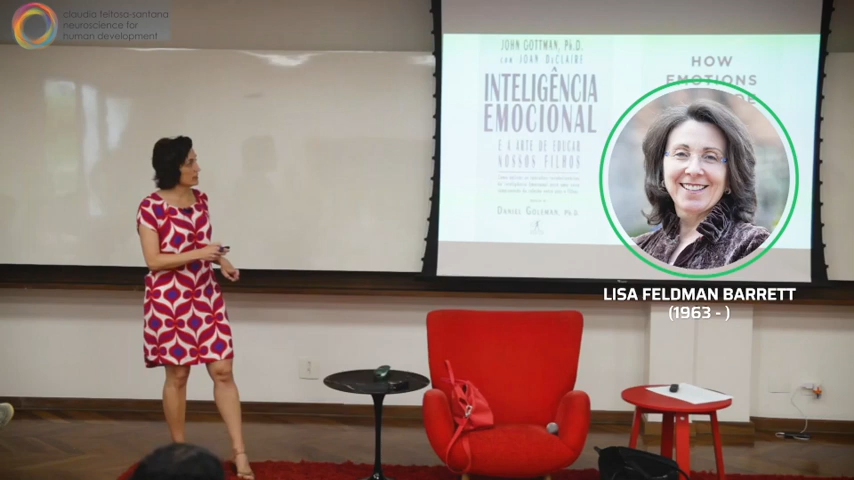 claudia feitosa-santana
neuroscience for
human development
JOHN GOTTMAN, Ph.D.
COM JOAN DeCLAIRE
INTELIGÊNCIA
EMOCIONAL
E A ARTE DE EDUCAR
NOSSOS FILHOS
DANIEL GOLEMAN, PH.D.
HOW
EMOTIONS
LISA FELDMAN BARRETT
(1963 - )